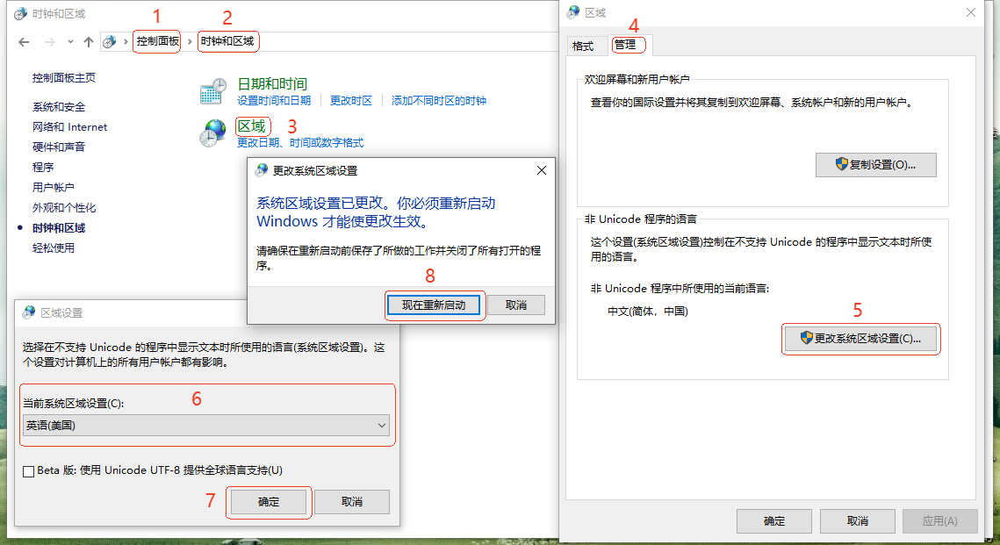 时钟和区域
1
2
控制面板
时钟和区域
控制面板主页
系统和安全
网络和 Internet
硬件和声音
程序
用户帐户
外观和个性化
时钟和区域
轻松使用
日期和时间
设置时间和日期
更改时区
添加不同时区的时钟
区域
3
更改日期、时间或数字格式
更改系统区域设置
系统区域设置已更改。你必须重新启动
Windows 才能使更改生效。
请确保在重新启动前保存了所做的工作并关闭了所有打开的程
序。
8
现在重新启动
取消
区域设置
选择在不支持 Unicode 的程序中显示文本时所使用的语言(系统区域设置)。这
个设置对计算机上的所有用户帐户都有影响。
6
当前系统区域设置(C):
英语(美国)
Beta 版: 使用 Unicode UTF-8 提供全球语言支持(U)
7
确定
取消
区域
4
格式
管理
欢迎屏幕和新用户帐户
查看你的国际设置并将其复制到欢迎屏幕、系统帐户和新的用户帐户。
复制设置(O)...
非 Unicode 程序的语言
这个设置(系统区域设置)控制在不支持 Unicode 的程序中显示文本时所使
用的语言。
非 Unicode 程序中所使用的当前语言:
中文(简体，中国)
5
更改系统区域设置(C)...
确定
取消
应用(A)